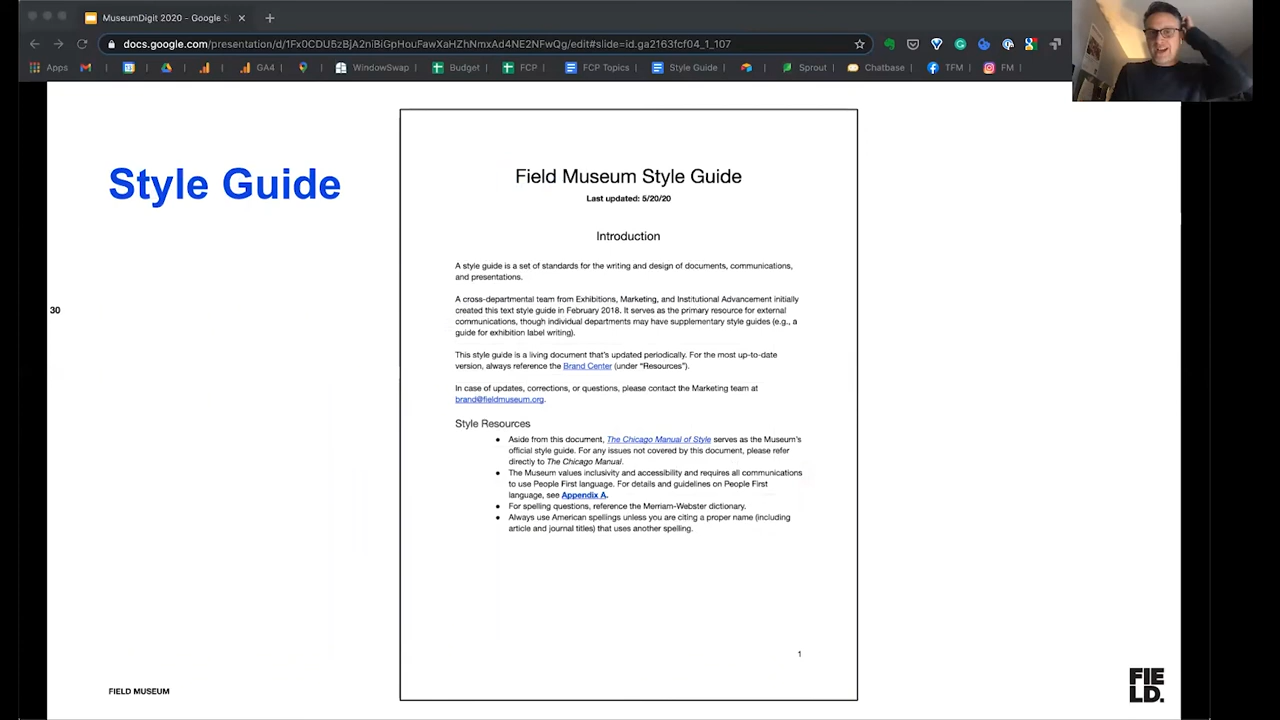 MuseumDigit 2020 - Google S
docs.google.com/presentation/d/1Fx0CDU5zBjA2niBiGpHouFawXaHZhNmxAd4NE2NFwQg/edit#slide=id.ga2163fcf04_1_107
Apps GA4 WindowSwap Budget FCP FCP Topics Style Guide Sprout Chatbase TFM FM
Style Guide
30
Field Museum Style Guide
Last updated: 5/20/20
Introduction
A style guide is a set of standards for the writing and design of documents, communications,
and presentations.
A cross-departmental team from Exhibitions, Marketing, and Institutional Advancement initially
created this text style guide in February 2018. It serves as the primary resource for external
communications, though individual departments may have supplementary style guides (e.g., a
guide for exhibition label writing).
This style guide is a living document that's updated periodically. For the most up-to-date
version, always reference the Brand Center (under “Resources”).
In case of updates, corrections, or questions, please contact the Marketing team at
brand@fieldmuseum.org.
Style Resources
● Aside from this document, The Chicago Manual of Style serves as the Museum's
official style guide. For any issues not covered by this document, please refer
directly to The Chicago Manual.
● The Museum values inclusivity and accessibility and requires all communications
to use People First language. For details and guidelines on People First
language, see Appendix A.
● For spelling questions, reference the Merriam-Webster dictionary.
● Always use American spellings unless you are citing a proper name (including
article and journal titles) that uses another spelling.
1
FIELD MUSEUM
FIE
LD.